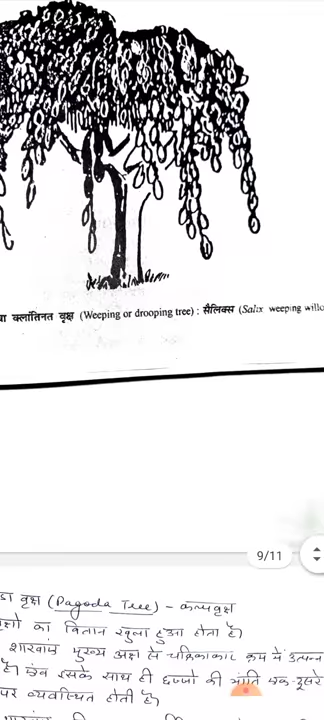 क्लांतिनत वृक्ष (Weeping or drooping tree) : सैलिक्स (Salix weeping willo
9/11
वृक्ष (Pagoda Tree) - कल्पवृक्ष
का वितान खुला हुआ होता है।
शाखाएं मुख्य अक्ष से चक्रिकाकार रूप में उत्पन्न
है। एवं इसके साथ ही छज्जो की भांति एक-दूसरे
पर व्यवस्थित होती है।